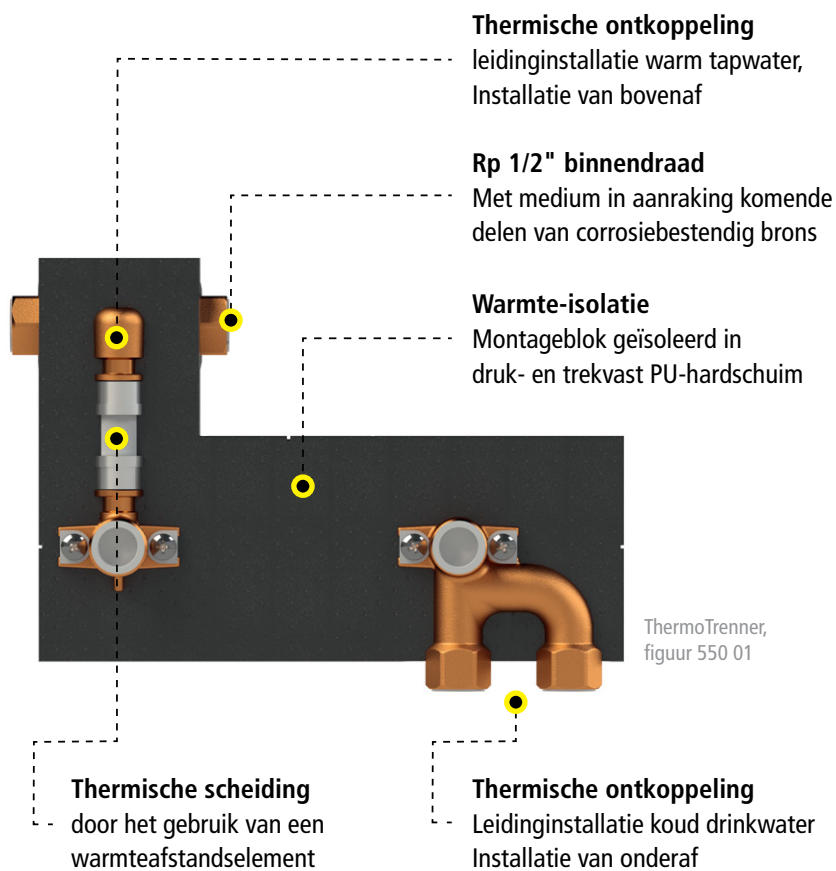 Thermische ontkoppeling
leidinginstallatie warm tapwater,
Installatie van bovenaf
Rp 1/2" binnendraad
Met medium in aanraking komende
delen van corrosiebestendig brons
Warmte-isolatie
Montageblok geïsoleerd in
druk- en trekvast PU-hardschuim
ThermoTrenner,
figuur 550 01
Thermische scheiding
door het gebruik van een
warmteafstandselement
Thermische ontkoppeling
Leidinginstallatie koud drinkwater
Installatie van onderaf